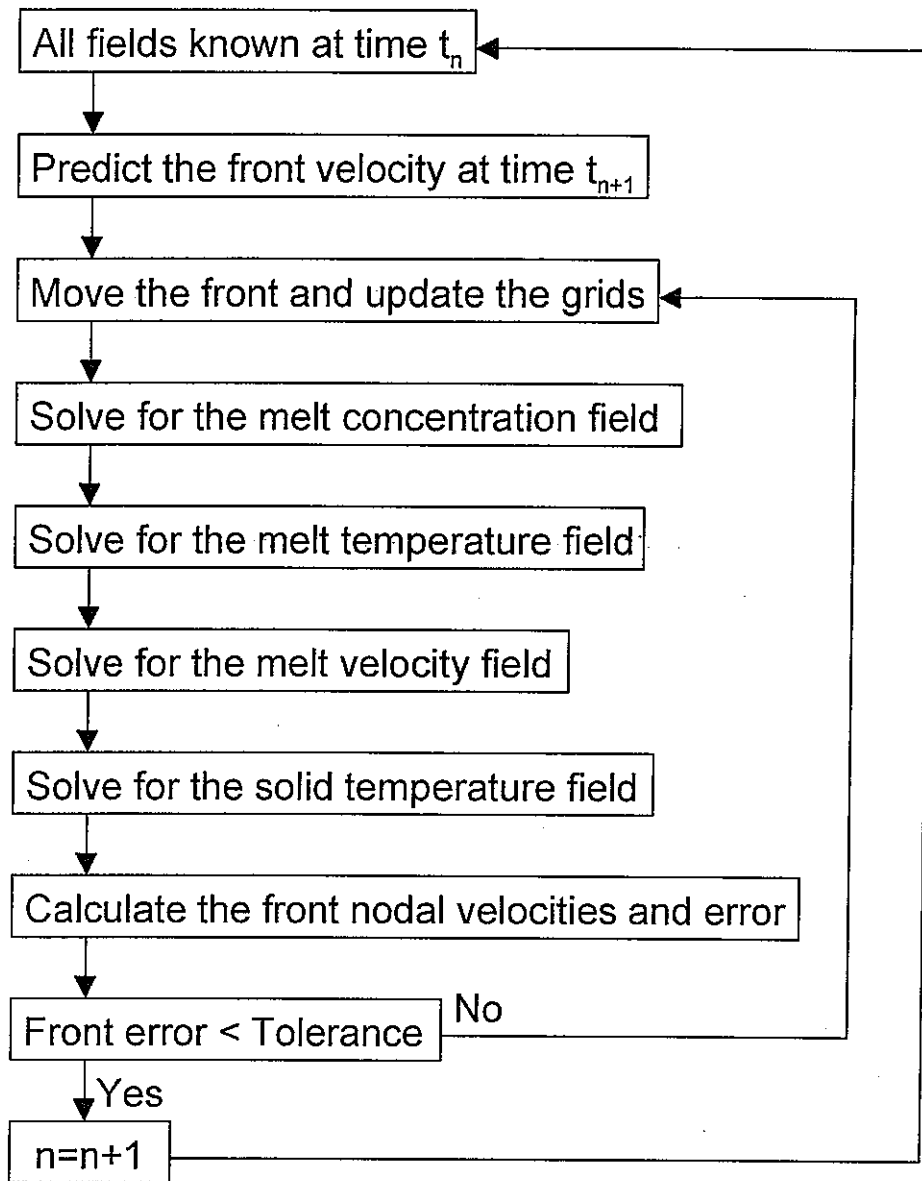 All fields known at time tₙ
Predict the front velocity at time tₙ₊₁
Move the front and update the grids
Solve for the melt concentration field
Solve for the melt temperature field
Solve for the melt velocity field
Solve for the solid temperature field
Calculate the front nodal velocities and error
Front error < Tolerance
No
Yes
n=n+1